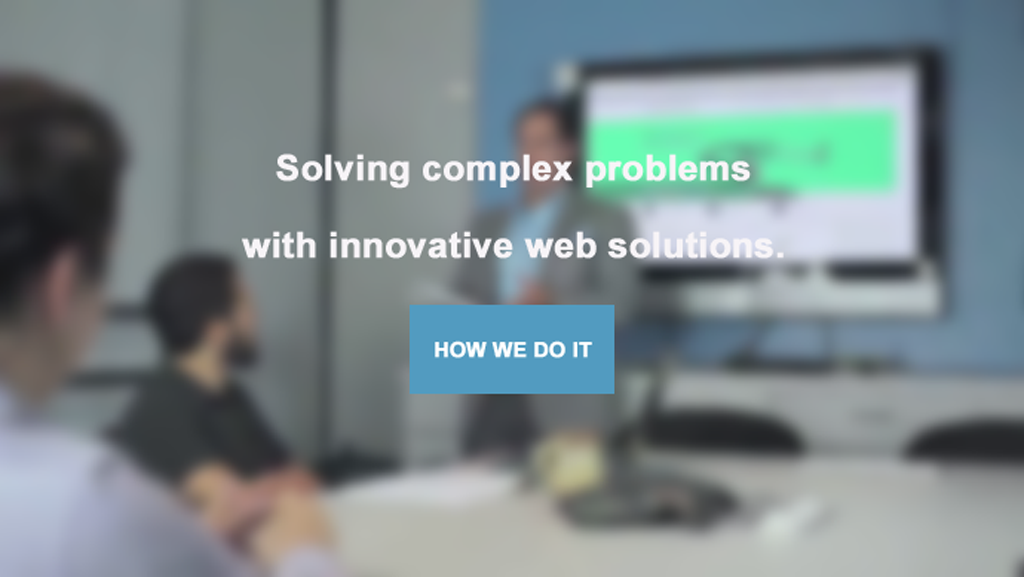 Solving complex problems
with innovative web solutions.
HOW WE DO IT